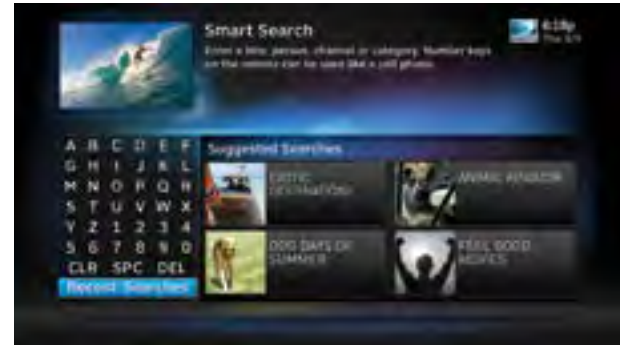 Smart Search
6:18p
Enter a title, person, channel or category. Number keys
on the remote can be used like a cell phone.
A B C D E F
G H I J K L
M N O P Q R
S T U V W X
Y Z 1 2 3 4
5 6 7 8 9 0
CLR SPC DEL
Recent Searches
Suggested Searches
EXOTIC
DESTINATIONS
ANIMAL KINGDOM
DOG DAYS OF
SUMMER
FEEL GOOD
MOVIES